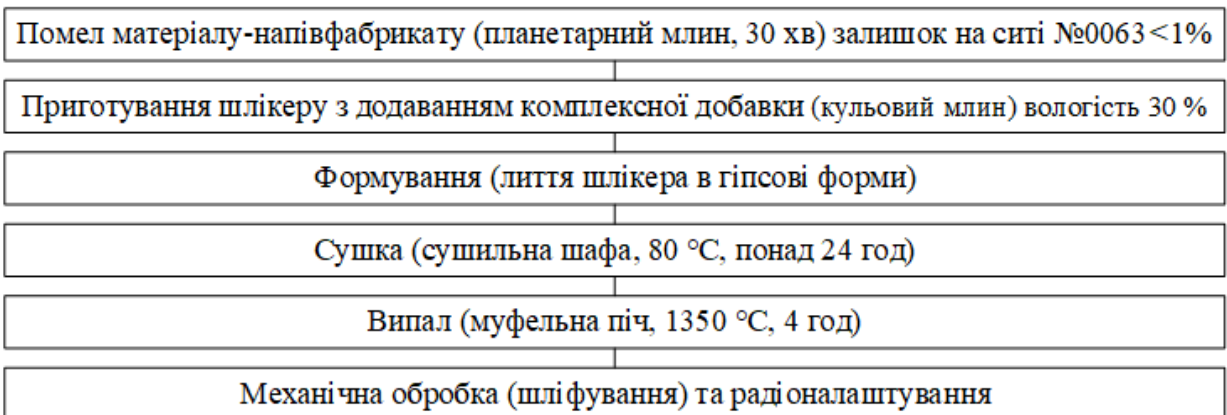 Помел матеріалу-напівфабрикату (планетарний млин, 30 хв) залишок на ситі №0063<1%
Приготування шлікеру з додаванням комплексної добавки (кульовий млин) вологість 30 %
Формування (лиття шлікера в гіпсові форми)
Сушка (сушильна шафа, 80 °С, понад 24 год)
Випал (муфельна піч, 1350 °С, 4 год)
Механічна обробка (шліфування) та радіоналаштування